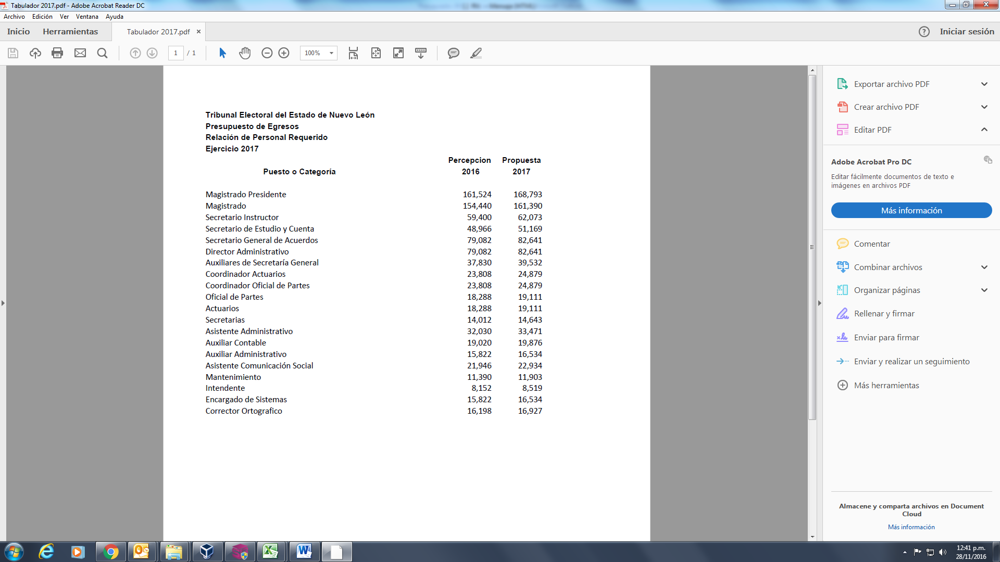 Tabulador 2017.pdf - Adobe Acrobat Reader DC
Archivo Edición Ver Ventana Ayuda
Inicio Herramientas Tabulador 2017.pdf × ? Iniciar sesión
1 / 1 100%
Tribunal Electoral del Estado de Nuevo León
Presupuesto de Egresos
Relación de Personal Requerido
Ejercicio 2017
Percepcion Propuesta
Puesto o Categoría 2016 2017
Magistrado Presidente 161,524 168,793
Magistrado 154,440 161,390
Secretario Instructor 59,400 62,073
Secretario de Estudio y Cuenta 48,966 51,169
Secretario General de Acuerdos 79,082 82,641
Director Administrativo 79,082 82,641
Auxiliares de Secretaría General 37,830 39,532
Coordinador Actuarios 23,808 24,879
Coordinador Oficial de Partes 23,808 24,879
Oficial de Partes 18,288 19,111
Actuarios 18,288 19,111
Secretarias 14,012 14,643
Asistente Administrativo 32,030 33,471
Auxiliar Contable 19,020 19,876
Auxiliar Administrativo 15,822 16,534
Asistente Comunicación Social 21,946 22,934
Mantenimiento 11,390 11,903
Intendente 8,152 8,519
Encargado de Sistemas 15,822 16,534
Corrector Ortografico 16,198 16,927
Exportar archivo PDF
Crear archivo PDF
Editar PDF
Adobe Acrobat Pro DC
Editar fácilmente documentos de texto e
imágenes en archivos PDF
Más información
Comentar
Combinar archivos
Organizar páginas
Rellenar y firmar
Enviar para firmar
Enviar y realizar un seguimiento
Más herramientas
Almacene y comparta archivos en Document
Cloud
Más información
12:41 p.m.
28/11/2016